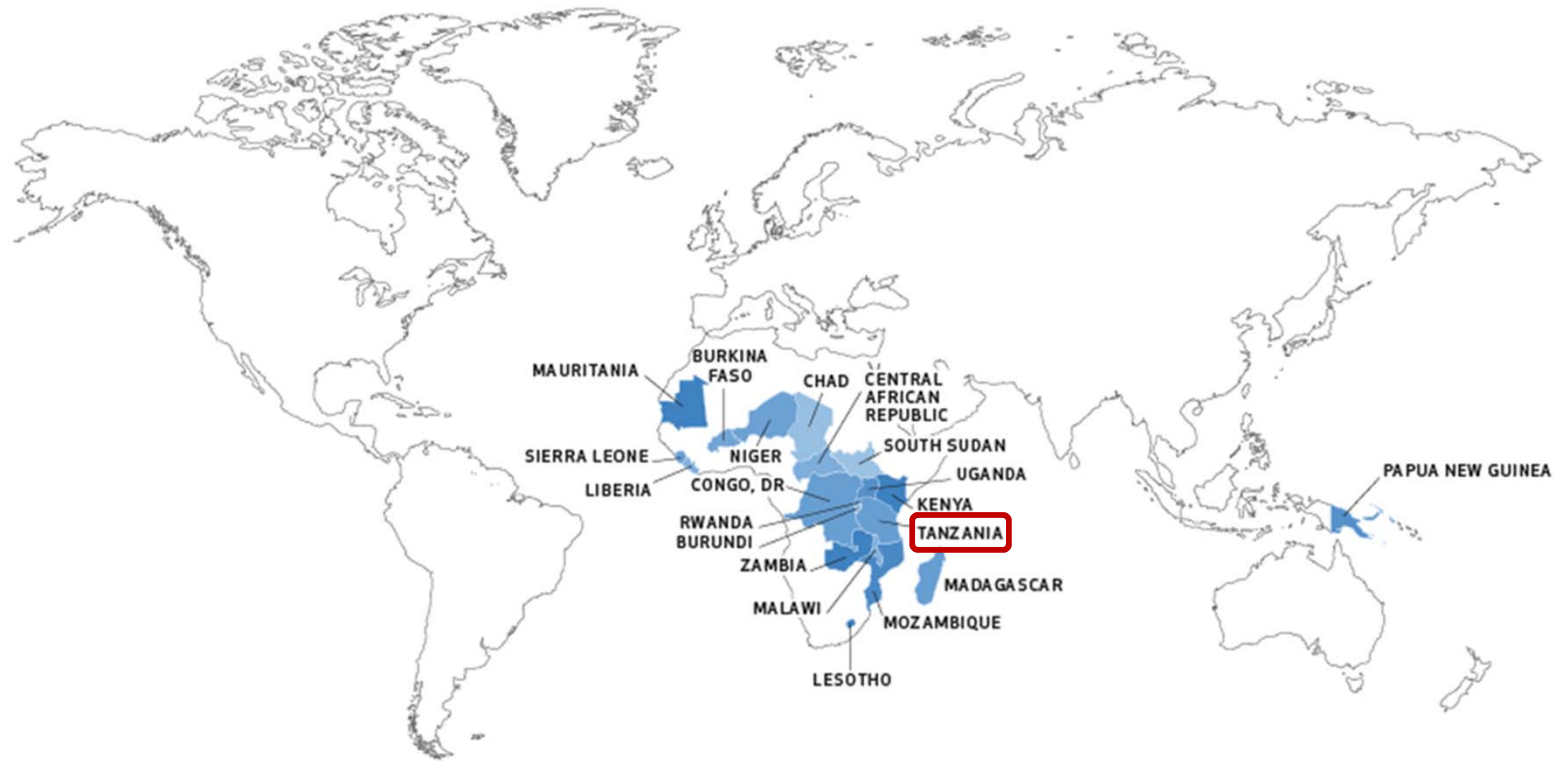 BURKINA
FASO
MAURITANIA
CHAD
CENTRAL
AFRICAN
REPUBLIC
SOUTH SUDAN
SIERRA LEONE
NIGER
UGANDA
PAPUA NEW GUINEA
LIBERIA
CONGO, DR
KENYA
RWANDA
TANZANIA
BURUNDI
ZAMBIA
MADAGASCAR
MALAWI
MOZAMBIQUE
LESOTHO